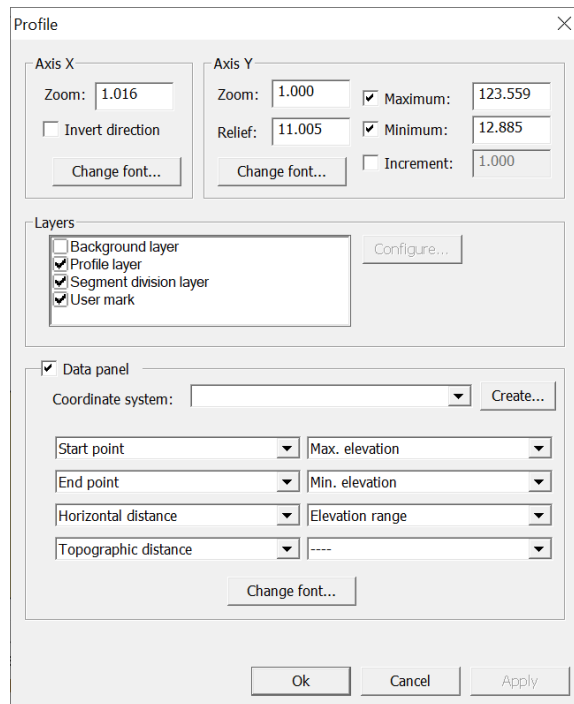 Profile
Axis X
Zoom: 1.016
Invert direction
Change font...
Axis Y
Zoom: 1.000
Relief: 11.005
Change font...
Maximum: 123.559
Minimum: 12.885
Increment: 1.000
Layers
Background layer
Profile layer
Segment division layer
User mark
Configure...
Data panel
Coordinate system:
Create...
Start point
Max. elevation
End point
Min. elevation
Horizontal distance
Elevation range
Topographic distance
----
Change font...
Ok
Cancel
Apply